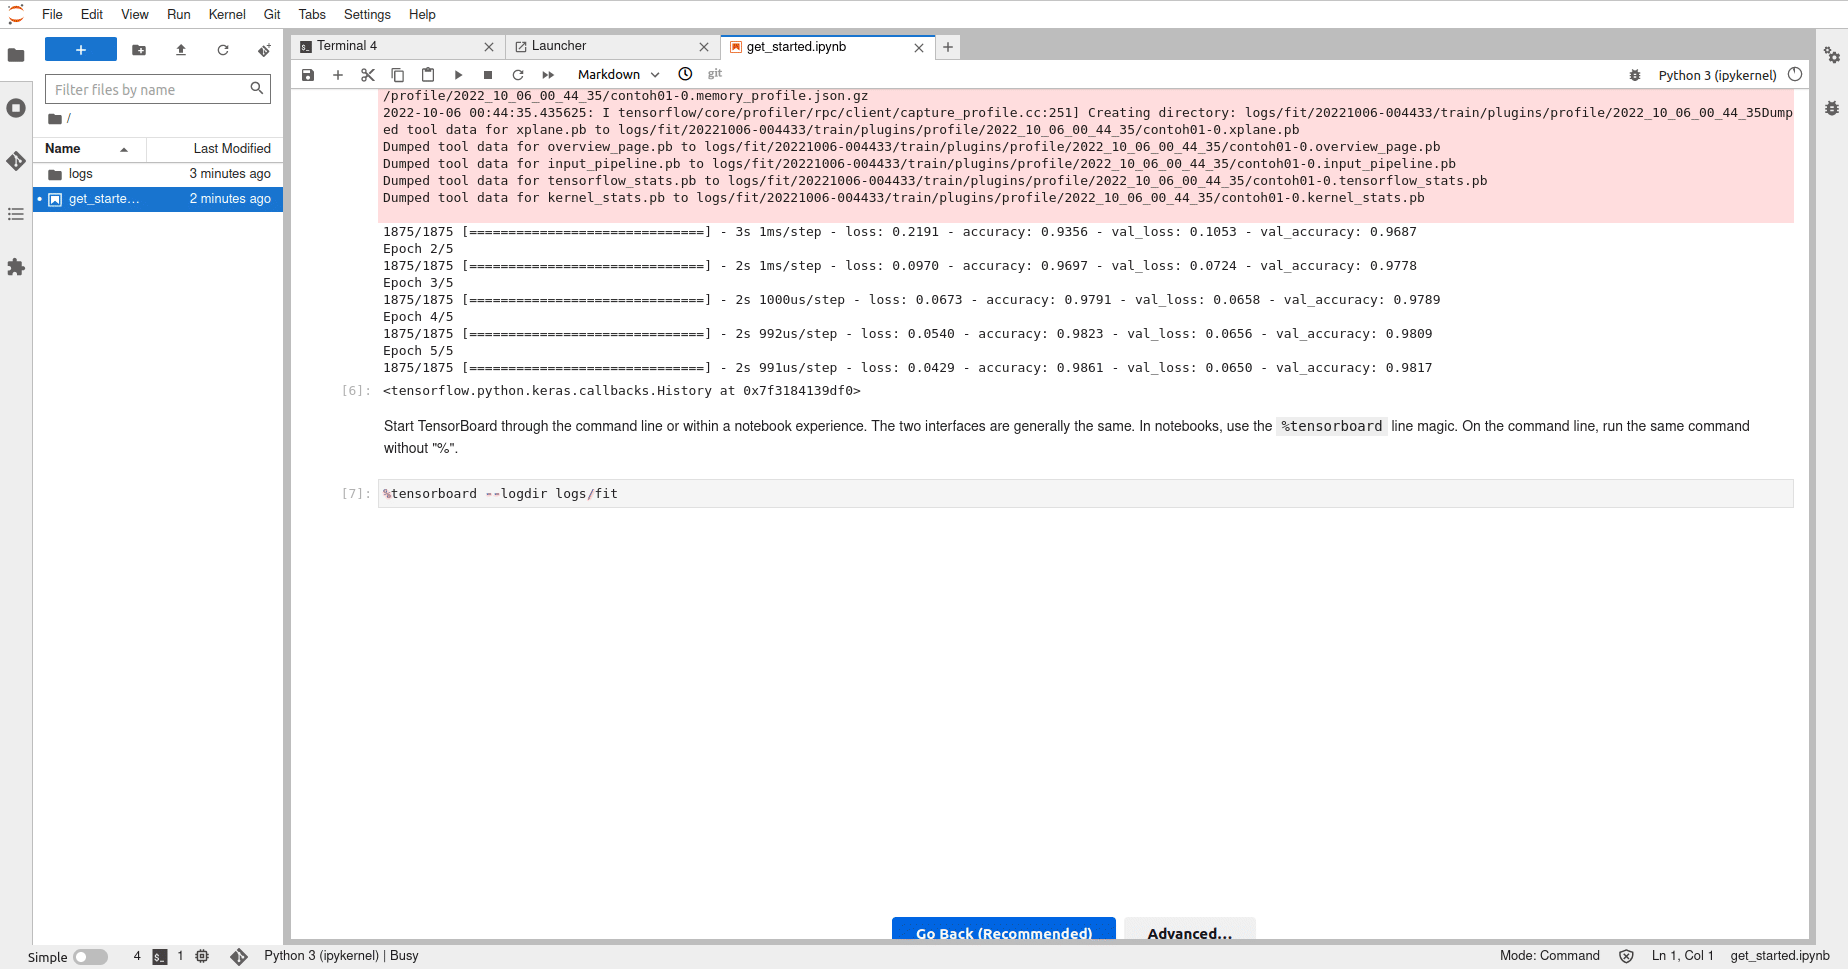 File Edit View Run Kernel Git Tabs Settings Help
Terminal 4
Launcher
get_started.ipynb
Filter files by name
Markdown
git
Python 3 (ipykernel)
/
Name
Last Modified
logs
3 minutes ago
get_starte…
2 minutes ago
/profile/2022_10_06_00_44_35/contoh01-0.memory_profile.json.gz
2022-10-06 00:44:35.435625: I tensorflow/core/profiler/rpc/client/capture_profile.cc:251] Creating directory: logs/fit/20221006-004433/train/plugins/profile/2022_10_06_00_44_35Dump
ed tool data for xplane.pb to logs/fit/20221006-004433/train/plugins/profile/2022_10_06_00_44_35/contoh01-0.xplane.pb
Dumped tool data for overview_page.pb to logs/fit/20221006-004433/train/plugins/profile/2022_10_06_00_44_35/contoh01-0.overview_page.pb
Dumped tool data for input_pipeline.pb to logs/fit/20221006-004433/train/plugins/profile/2022_10_06_00_44_35/contoh01-0.input_pipeline.pb
Dumped tool data for tensorflow_stats.pb to logs/fit/20221006-004433/train/plugins/profile/2022_10_06_00_44_35/contoh01-0.tensorflow_stats.pb
Dumped tool data for kernel_stats.pb to logs/fit/20221006-004433/train/plugins/profile/2022_10_06_00_44_35/contoh01-0.kernel_stats.pb
1875/1875 [==============================] - 3s 1ms/step - loss: 0.2191 - accuracy: 0.9356 - val_loss: 0.1053 - val_accuracy: 0.9687
Epoch 2/5
1875/1875 [==============================] - 2s 1ms/step - loss: 0.0970 - accuracy: 0.9697 - val_loss: 0.0724 - val_accuracy: 0.9778
Epoch 3/5
1875/1875 [==============================] - 2s 1000us/step - loss: 0.0673 - accuracy: 0.9791 - val_loss: 0.0658 - val_accuracy: 0.9789
Epoch 4/5
1875/1875 [==============================] - 2s 992us/step - loss: 0.0540 - accuracy: 0.9823 - val_loss: 0.0656 - val_accuracy: 0.9809
Epoch 5/5
1875/1875 [==============================] - 2s 991us/step - loss: 0.0429 - accuracy: 0.9861 - val_loss: 0.0650 - val_accuracy: 0.9817
[6]: <tensorflow.python.keras.callbacks.History at 0x7f3184139df0>
Start TensorBoard through the command line or within a notebook experience. The two interfaces are generally the same. In notebooks, use the %tensorboard line magic. On the command line, run the same command
without "%".
[7]: %tensorboard --logdir logs/fit
Go Back (Recommended)
Advanced...
Simple 4 1 Python 3 (ipykernel) | Busy
Mode: Command Ln 1, Col 1 get_started.ipynb